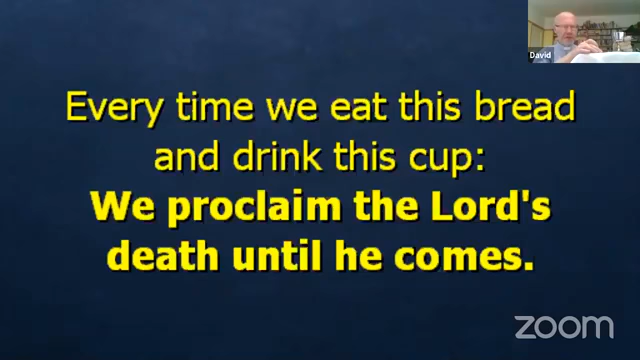 David
Every time we eat this bread
and drink this cup:
We proclaim the Lord's
death until he comes.
zoom